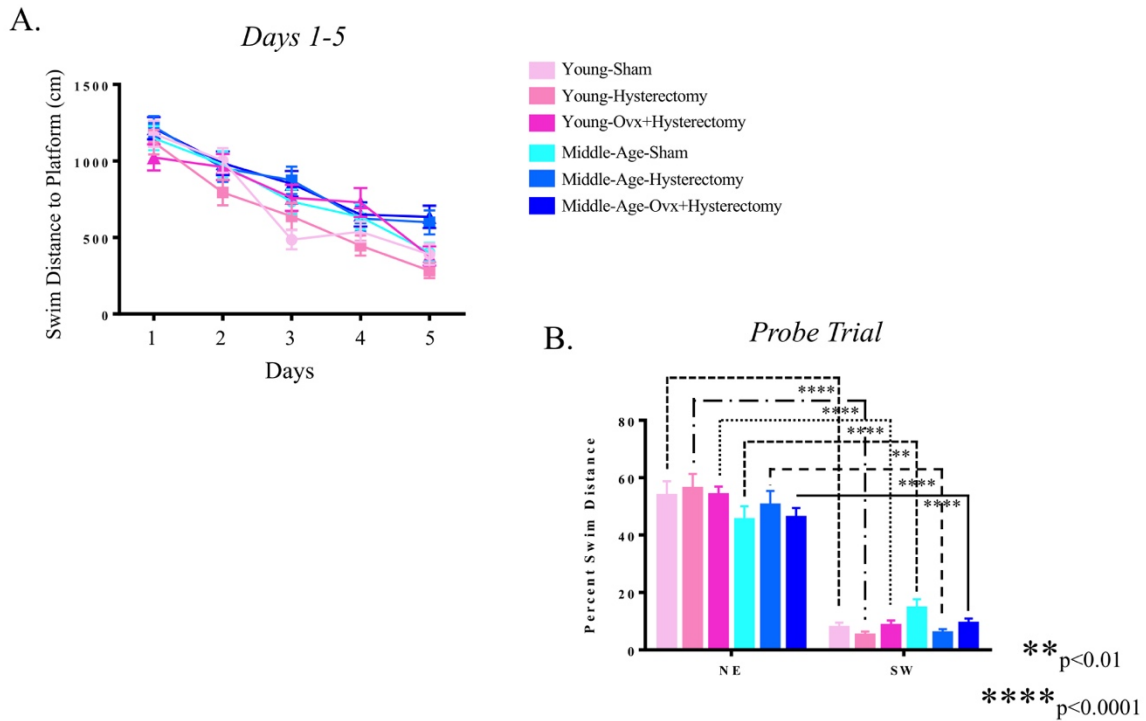 A.
Days 1-5
Swim Distance to Platform (cm)
1500
1000
500
0
1
2
3
4
5
Days
Young-Sham
Young-Hysterectomy
Young-Ovx+Hysterectomy
Middle-Age-Sham
Middle-Age-Hysterectomy
Middle-Age-Ovx+Hysterectomy
B.
Probe Trial
Percent Swim Distance
80
60
40
20
0
****
****
****
**
****
****
NE
SW
**p<0.01
****p<0.0001